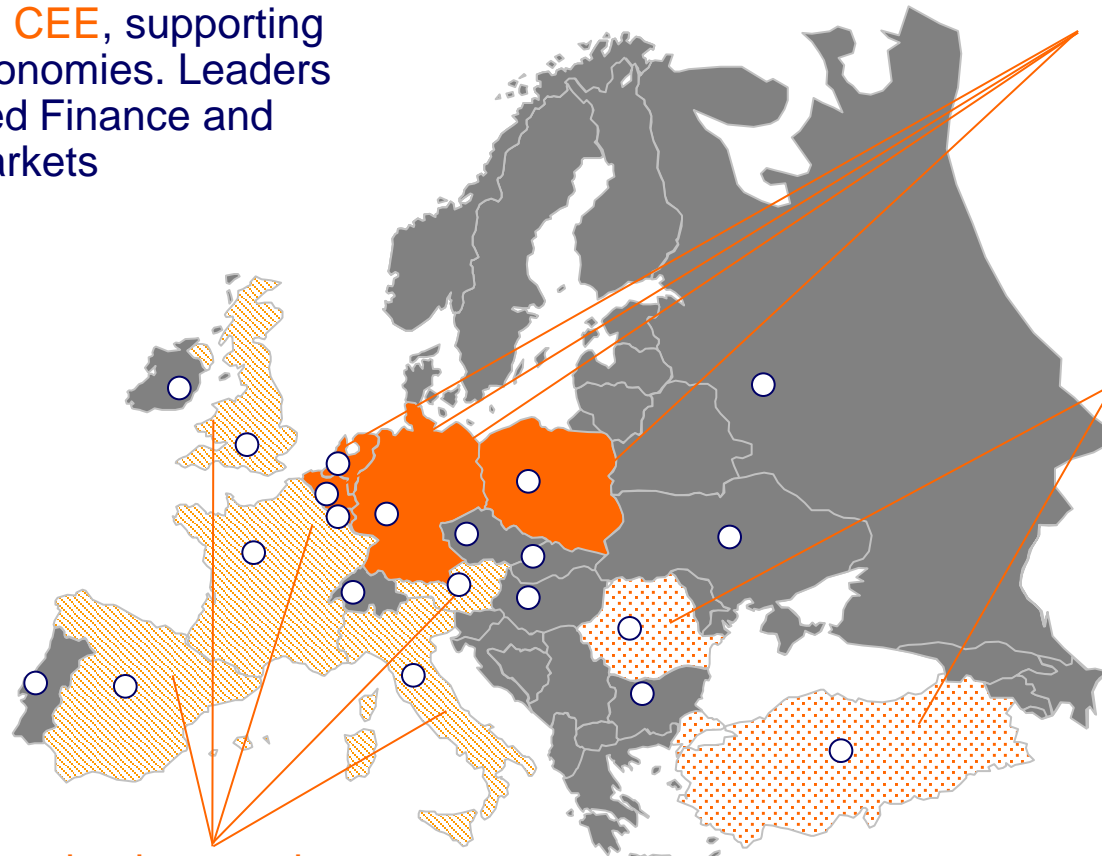 CEE, supporting
onomies. Leaders
ed Finance and
arkets